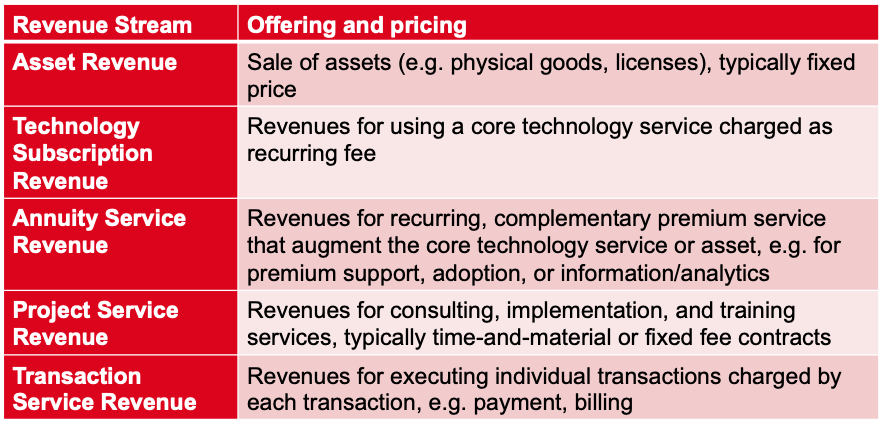 Revenue Stream
Offering and pricing
Asset Revenue
Sale of assets (e.g. physical goods, licenses), typically fixed
price
Technology
Subscription
Revenue
Revenues for using a core technology service charged as
recurring fee
Annuity Service
Revenue
Revenues for recurring, complementary premium service
that augment the core technology service or asset, e.g. for
premium support, adoption, or information/analytics
Project Service
Revenue
Revenues for consulting, implementation, and training
services, typically time-and-material or fixed fee contracts
Transaction
Service Revenue
Revenues for executing individual transactions charged by
each transaction, e.g. payment, billing